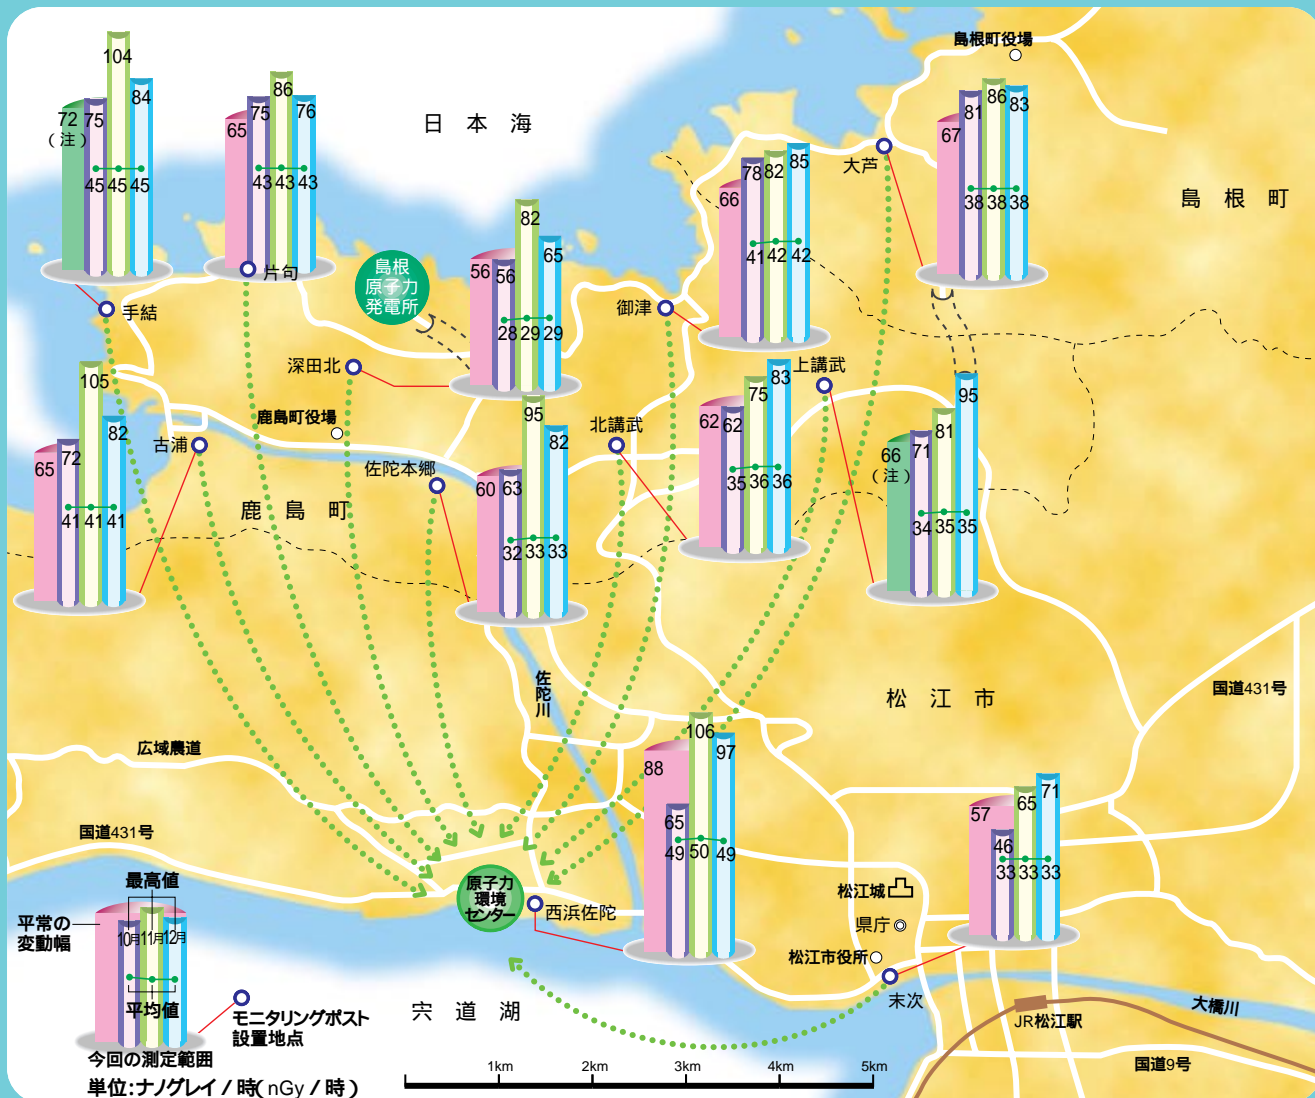 104
84
72
(注)
75
45
45
45
手結
86
75
76
65
43
43
43
片句
日本海
島根町役場
86
81
83
67
38
38
38
大芦
島根町
85
82
78
66
41
42
42
御津
島根
原子力
発電所
82
65
56
56
28
29
29
深田北
鹿島町役場
105
82
72
65
41
41
41
古浦
鹿島町
佐陀本郷
95
82
60
63
32
33
33
北講武
83
75
62
62
35
36
36
上講武
95
81
71
66
(注)
34
35
35
佐陀川
松江市
国道431号
広域農道
国道431号
106
97
88
65
49
50
49
原子力
環境
センター
西浜佐陀
71
65
57
46
33
33
33
松江城
県庁
松江市役所
末次
大橋川
JR松江駅
国道9号
宍道湖
最高値
平常の
変動幅
10月
11月
12月
平均値
モニタリングポスト
設置地点
今回の測定範囲
単位:ナノグレイ/時(nGy/時)
1km
2km
3km
4km
5km